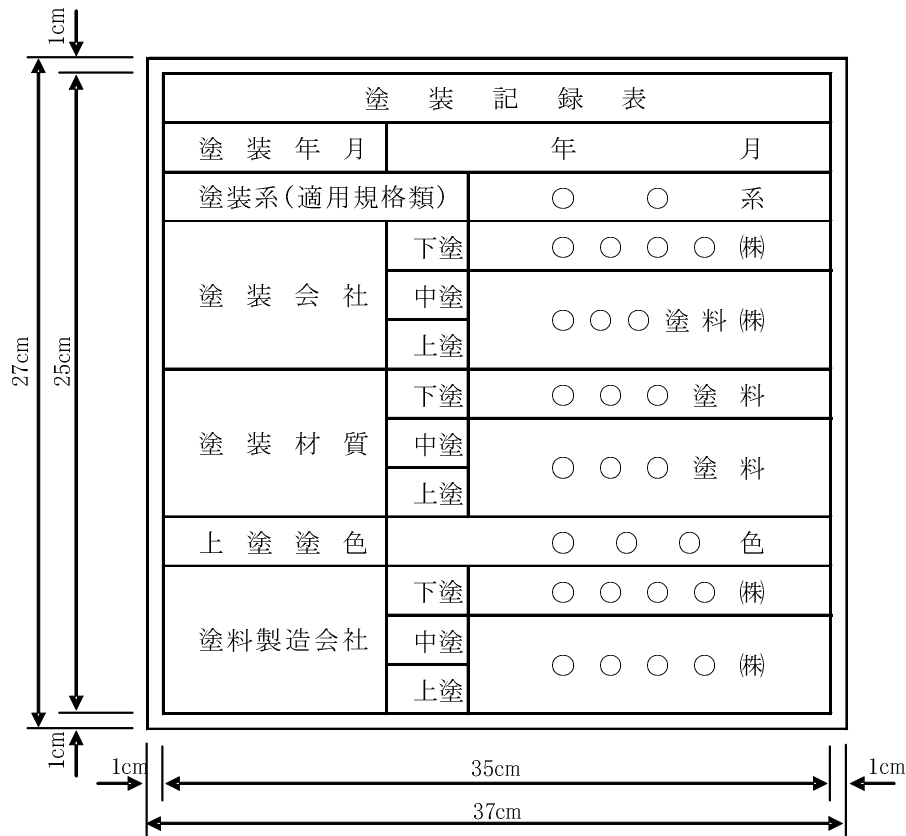 1cm
27cm
25cm
塗装記録表
塗装年月 年 月
塗装系(適用規格類) ○ ○ 系
塗装会社 下塗 ○ ○ ○ ○ ㈱
中塗 ○ ○ ○ 塗 料 ㈱
上塗
塗装材質 下塗 ○ ○ ○ 塗 料
中塗 ○ ○ ○ 塗 料
上塗
上塗塗色 ○ ○ ○ 色
塗料製造会社 下塗 ○ ○ ○ ○ ㈱
中塗 ○ ○ ○ ○ ㈱
上塗
1cm
1cm 35cm 1cm
37cm